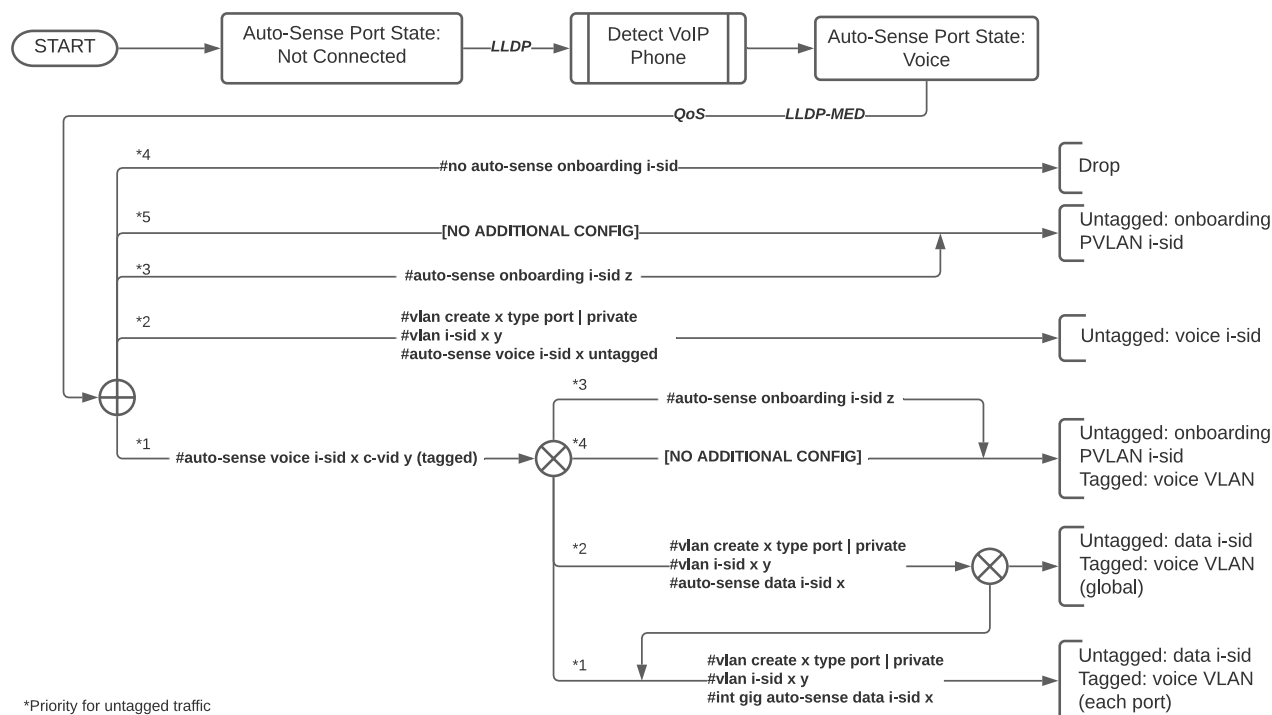 START
Auto-Sense Port State:
Not Connected
LLDP
Detect VoIP
Phone
Auto-Sense Port State:
Voice
QoS
LLDP-MED
*4
#no auto-sense onboarding i-sid
Drop
*5
[NO ADDITIONAL CONFIG]
Untagged: onboarding
PVLAN i-sid
*3
#auto-sense onboarding i-sid z
*2
#vlan create x type port | private
#vlan i-sid x y
#auto-sense voice i-sid x untagged
Untagged: voice i-sid
*1
#auto-sense voice i-sid x c-vid y (tagged)
*3
#auto-sense onboarding i-sid z
*4
[NO ADDITIONAL CONFIG]
Untagged: onboarding
PVLAN i-sid
Tagged: voice VLAN
*2
#vlan create x type port | private
#vlan i-sid x y
#auto-sense data i-sid x
Untagged: data i-sid
Tagged: voice VLAN
(global)
*1
#vlan create x type port | private
#vlan i-sid x y
#int gig auto-sense data i-sid x
Untagged: data i-sid
Tagged: voice VLAN
(each port)
*Priority for untagged traffic